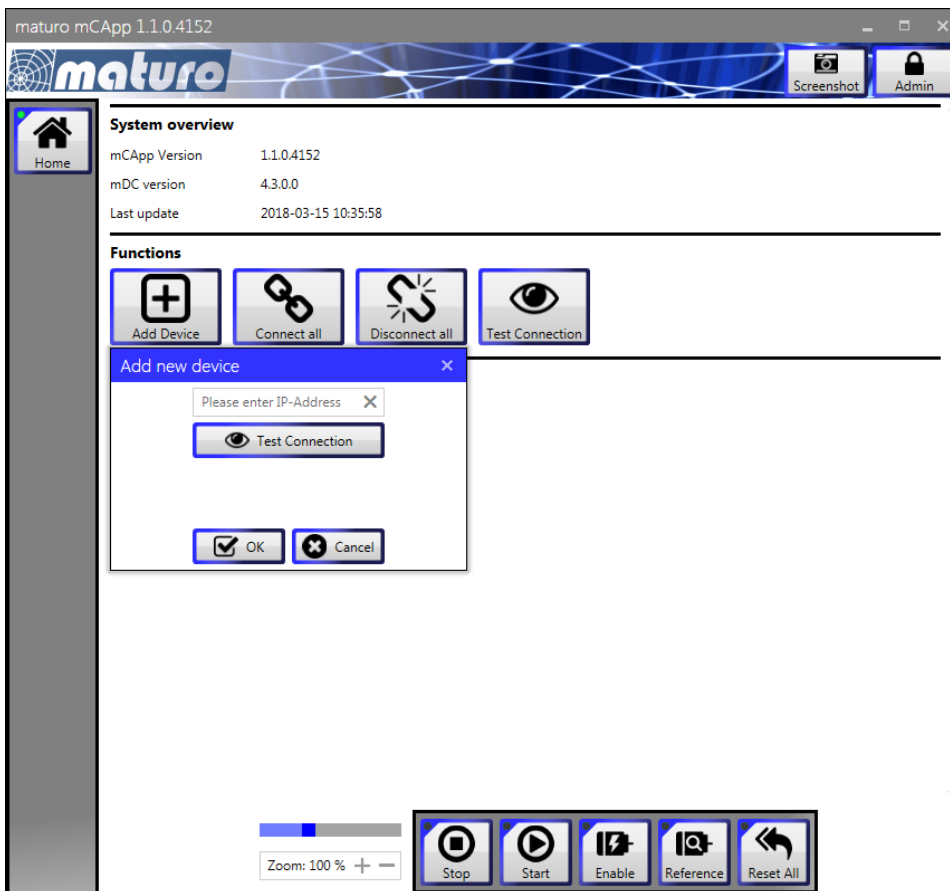 maturo mCApp 1.1.0.4152
maturo
Screenshot
Admin
Home
System overview
mCApp Version 1.1.0.4152
mDC version 4.3.0.0
Last update 2018-03-15 10:35:58
Functions
Add Device
Connect all
Disconnect all
Test Connection
Add new device
Please enter IP-Address
Test Connection
OK
Cancel
Zoom: 100 %
Stop
Start
Enable
Reference
Reset All